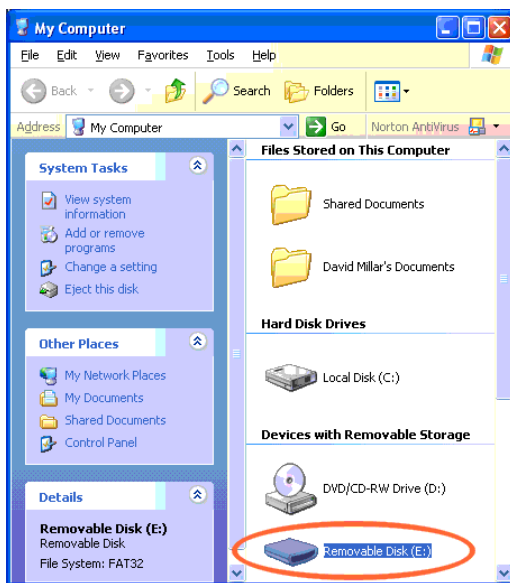 My Computer
File Edit View Favorites Tools Help
Back Search Folders
Address My Computer Go Norton AntiVirus
System Tasks
View system
information
Add or remove
programs
Change a setting
Eject this disk
Other Places
My Network Places
My Documents
Shared Documents
Control Panel
Details
Removable Disk (E:)
Removable Disk
File System: FAT32
Files Stored on This Computer
Shared Documents
David Millar's Documents
Hard Disk Drives
Local Disk (C:)
Devices with Removable Storage
DVD/CD-RW Drive (D:)
Removable Disk (E:)